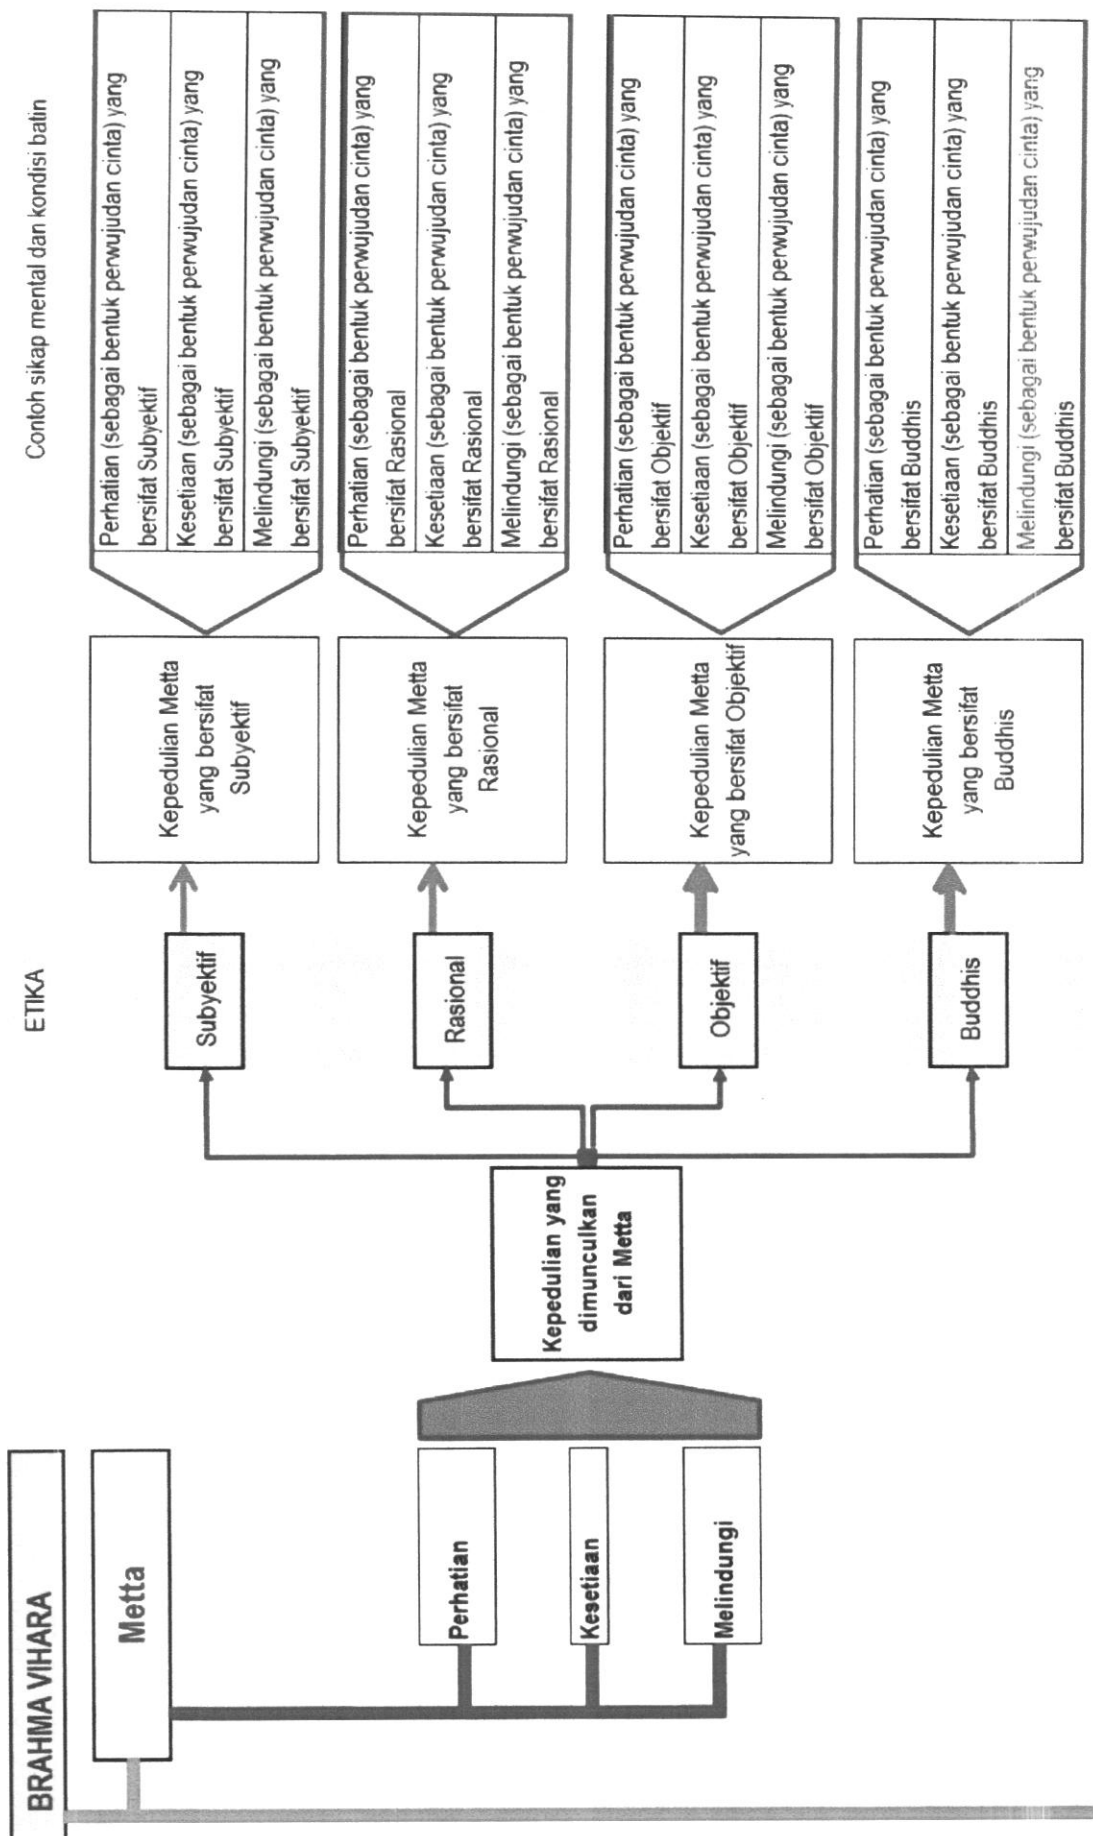 BRAHMA VIHARA
ETIKA
Contoh sikap mental dan kondisi batin
Metta
Perhatian
Kesetiaan
Melindungi
Kepedulian yang
dimunculkan
dari Metta
Subyektif
Kepedulian Metta
yang bersifat
Subyektif
Perhatian (sebagai bentuk perwujudan cinta) yang
bersifat Subyektif
Kesetiaan (sebagai bentuk perwujudan cinta) yang
bersifat Subyektif
Melindungi (sebagai bentuk perwujudan cinta) yang
bersifat Subyektif
Rasional
Kepedulian Metta
yang bersifat
Rasional
Perhatian (sebagai bentuk perwujudan cinta) yang
bersifat Rasional
Kesetiaan (sebagai bentuk perwujudan cinta) yang
bersifat Rasional
Melindungi (sebagai bentuk perwujudan cinta) yang
bersifat Rasional
Objektif
Kepedulian Metta
yang bersifat Objektif
Perhatian (sebagai bentuk perwujudan cinta) yang
bersifat Objektif
Kesetiaan (sebagai bentuk perwujudan cinta) yang
bersifat Objektif
Melindungi (sebagai bentuk perwujudan cinta) yang
bersifat Objektif
Buddhis
Kepedulian Metta
yang bersifat
Buddhis
Perhatian (sebagai bentuk perwujudan cinta) yang
bersifat Buddhis
Kesetiaan (sebagai bentuk perwujudan cinta) yang
bersifat Buddhis
Melindungi (sebagai bentuk perwujudan cinta) yang
bersifat Buddhis